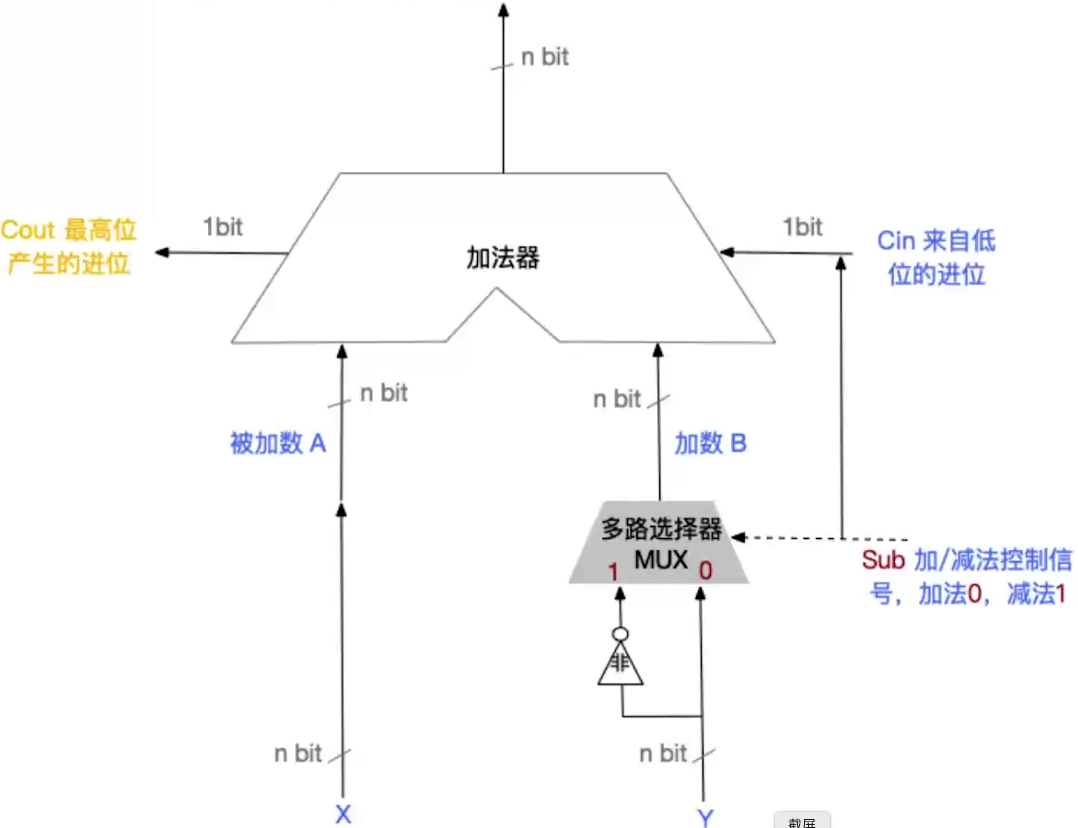 n bit
Cout 最高位
产生的进位
1bit
加法器
1bit
Cin 来自低
位的进位
n bit
n bit
被加数 A
加数 B
多路选择器
MUX
1
0
Sub 加/减法控制信
号，加法0，减法1
非
n bit
n bit
X
Y
截屏